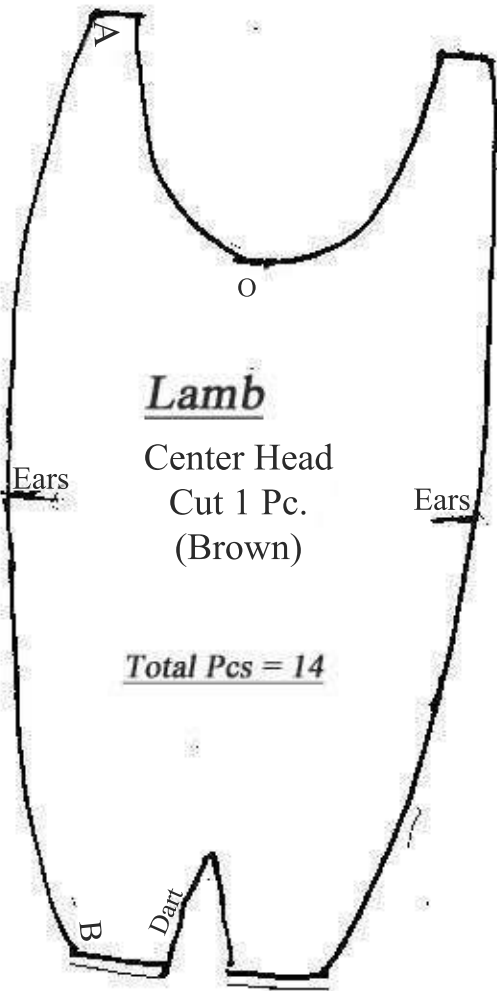 A
O
Lamb
Center Head
Cut 1 Pc.
(Brown)
Ears
Ears
Total Pcs = 14
Dart
B